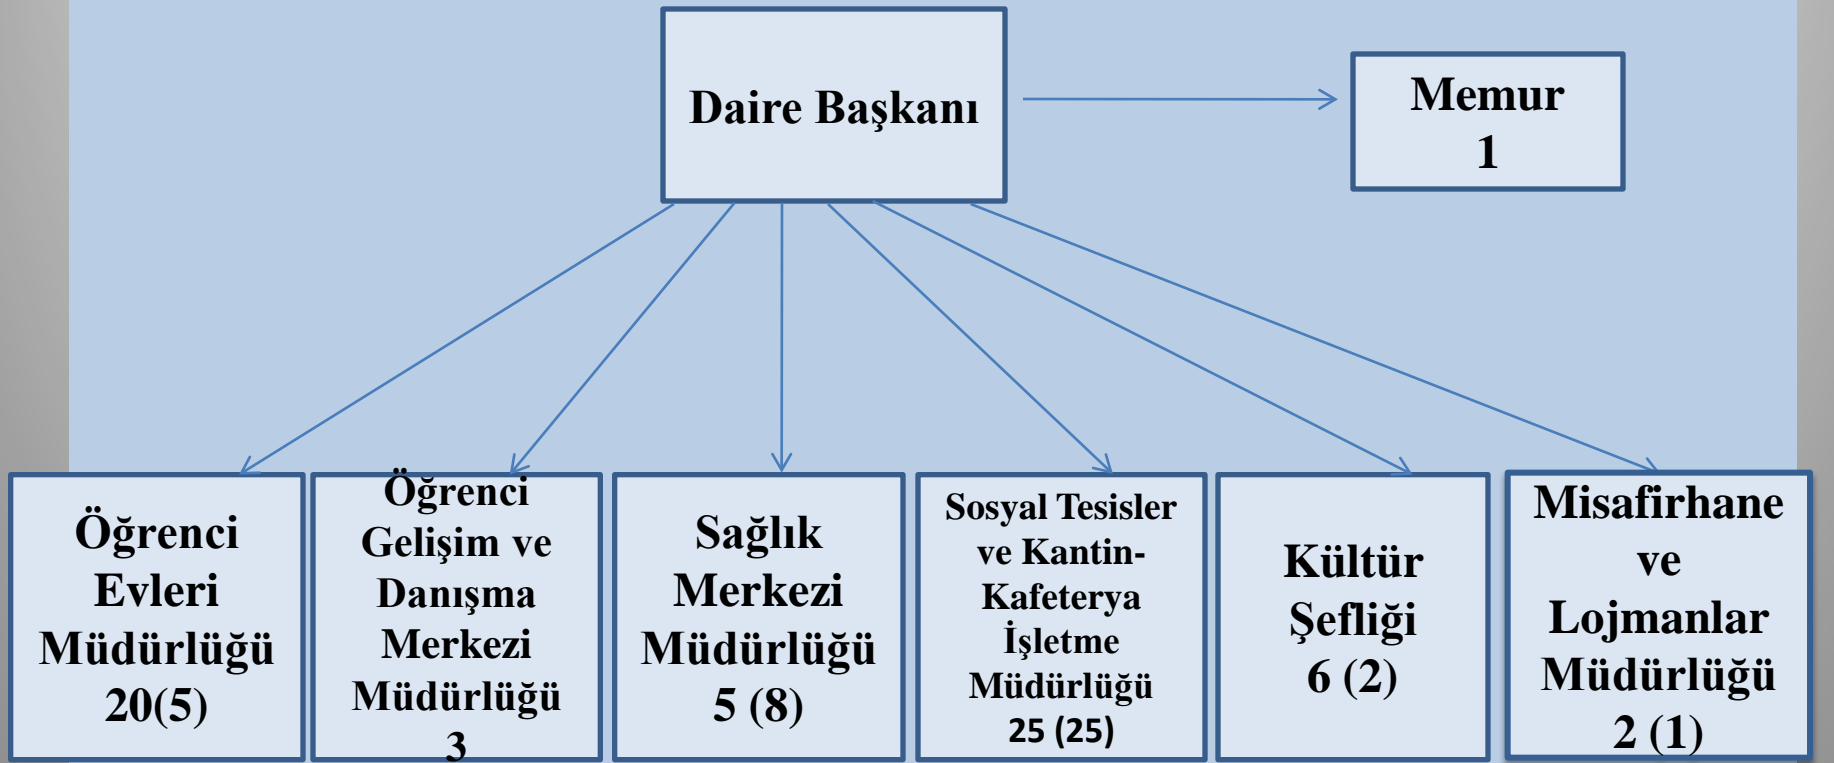 Daire Başkanı
Memur
1
Öğrenci
Evleri
Müdürlüğü
20(5)
Öğrenci
Gelişim ve
Danışma
Merkezi
Müdürlüğü
3
Sağlık
Merkezi
Müdürlüğü
5 (8)
Sosyal Tesisler
ve Kantin-
Kafeterya
İşletme
Müdürlüğü
25 (25)
Kültür
Şefliği
6 (2)
Misafirhane
ve
Lojmanlar
Müdürlüğü
2 (1)